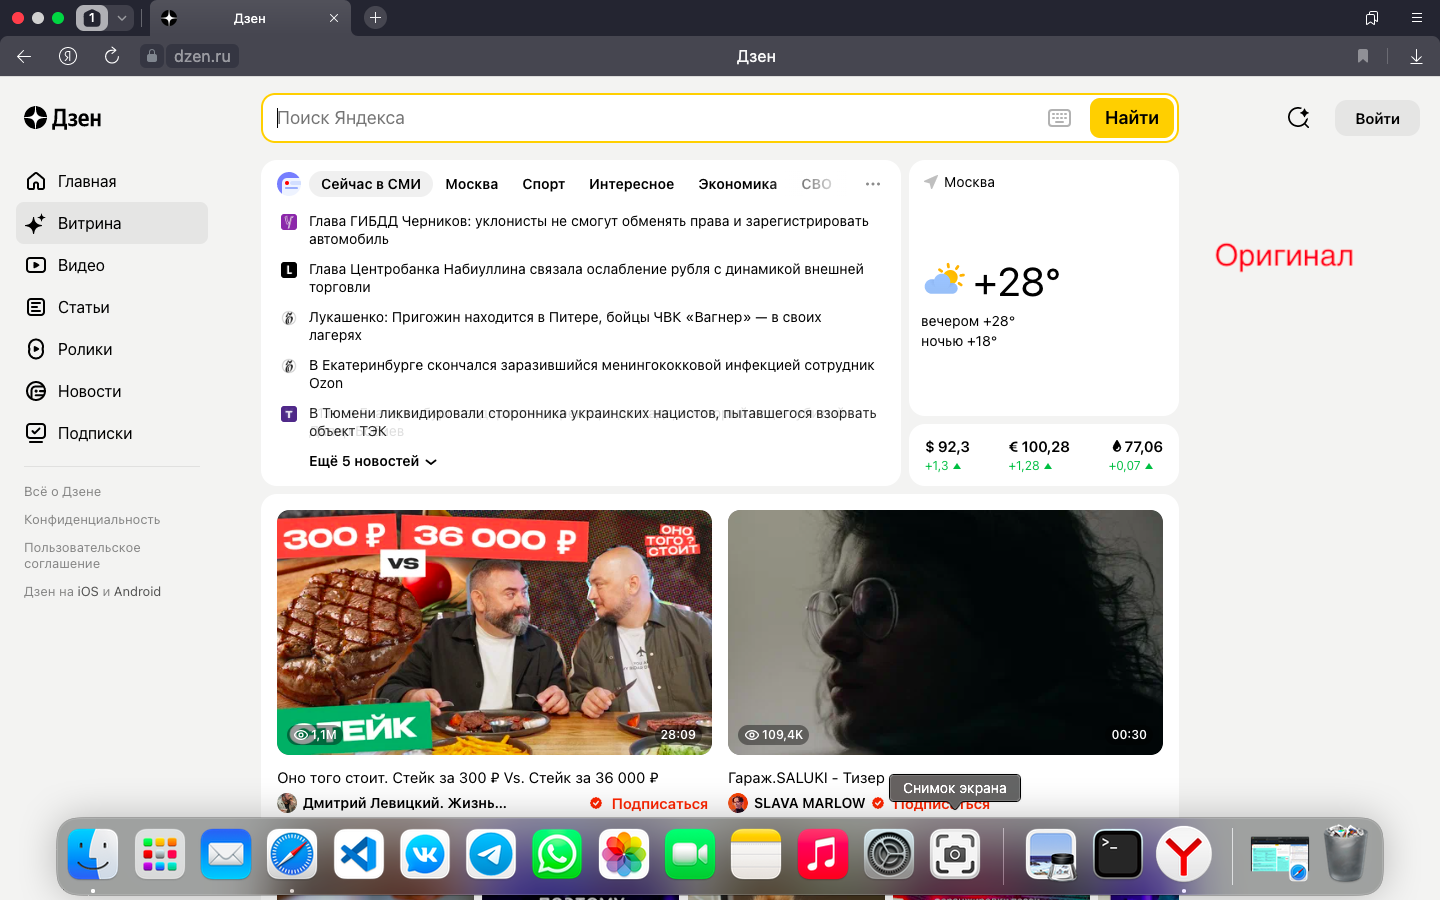 1
Дзен
Я
dzen.ru
Дзен
Дзен
Поиск Яндекса
Найти
Войти
Главная
Витрина
Видео
Статьи
Ролики
Новости
Подписки
Всё о Дзене
Конфиденциальность
Пользовательское
соглашение
Дзен на iOS и Android
Сейчас в СМИ Москва Спорт Интересное Экономика СВО
Глава ГИБДД Черников: уклонисты не смогут обменять права и зарегистрировать
автомобиль
Глава Центробанка Набиуллина связала ослабление рубля с динамикой внешней
торговли
Лукашенко: Пригожин находится в Питере, бойцы ЧВК «Вагнер» — в своих
лагерях
В Екатеринбурге скончался заразившийся менингококковой инфекцией сотрудник
Ozon
В Тюмени ликвидировали сторонника украинских нацистов, пытавшегося взорвать
объект ТЭК
Ещё 5 новостей
Москва
+28°
вечером +28°
ночью +18°
$ 92,3 € 100,28 77,06
+1,3 +1,28 +0,07
Оригинал
300 ₽ 36 000 ₽
VS
ОНО
ТОГО?
СТОИТ
СТЕЙК
1,1M
28:09
109,4K
00:30
Оно того стоит. Стейк за 300 ₽ Vs. Стейк за 36 000 ₽
Дмитрий Левицкий. Жизнь... Подписаться
Гараж.SALUKI - Тизер
SLAVA MARLOW Подписаться
Снимок экрана